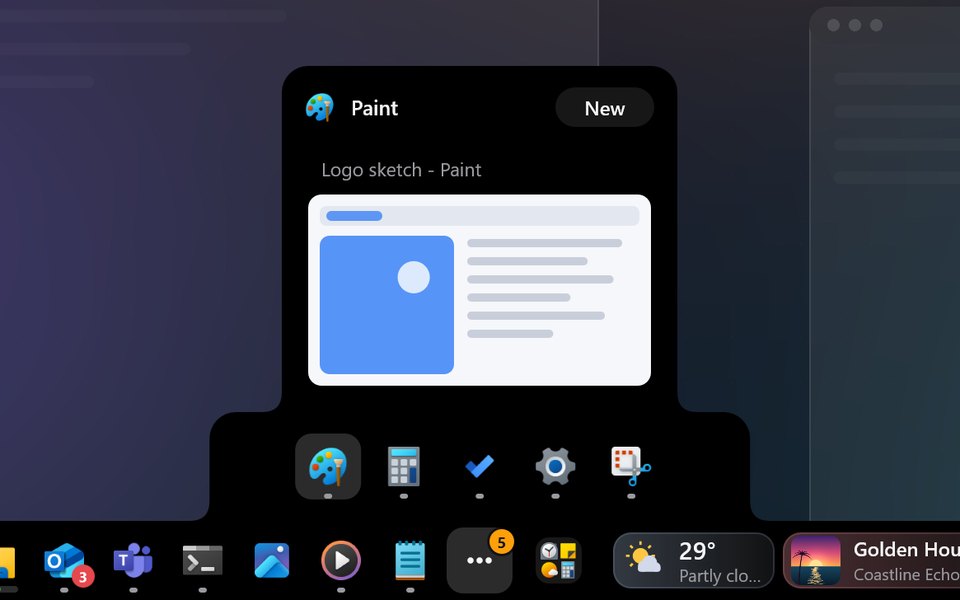 Paint
New
Logo sketch - Paint
5
3
29°
Partly clo...
Golden Hou
Coastline Echo